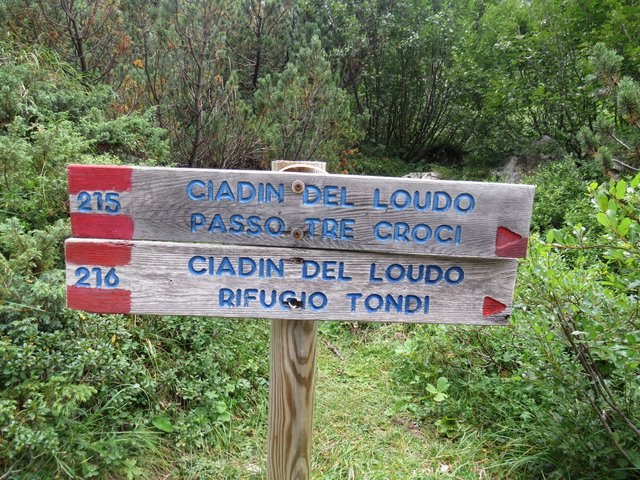 215 CIADIN DEL LOUDO
PASSO TRE CROCI
216 CIADIN DEL LOUDO
RIFUGIO TONDI